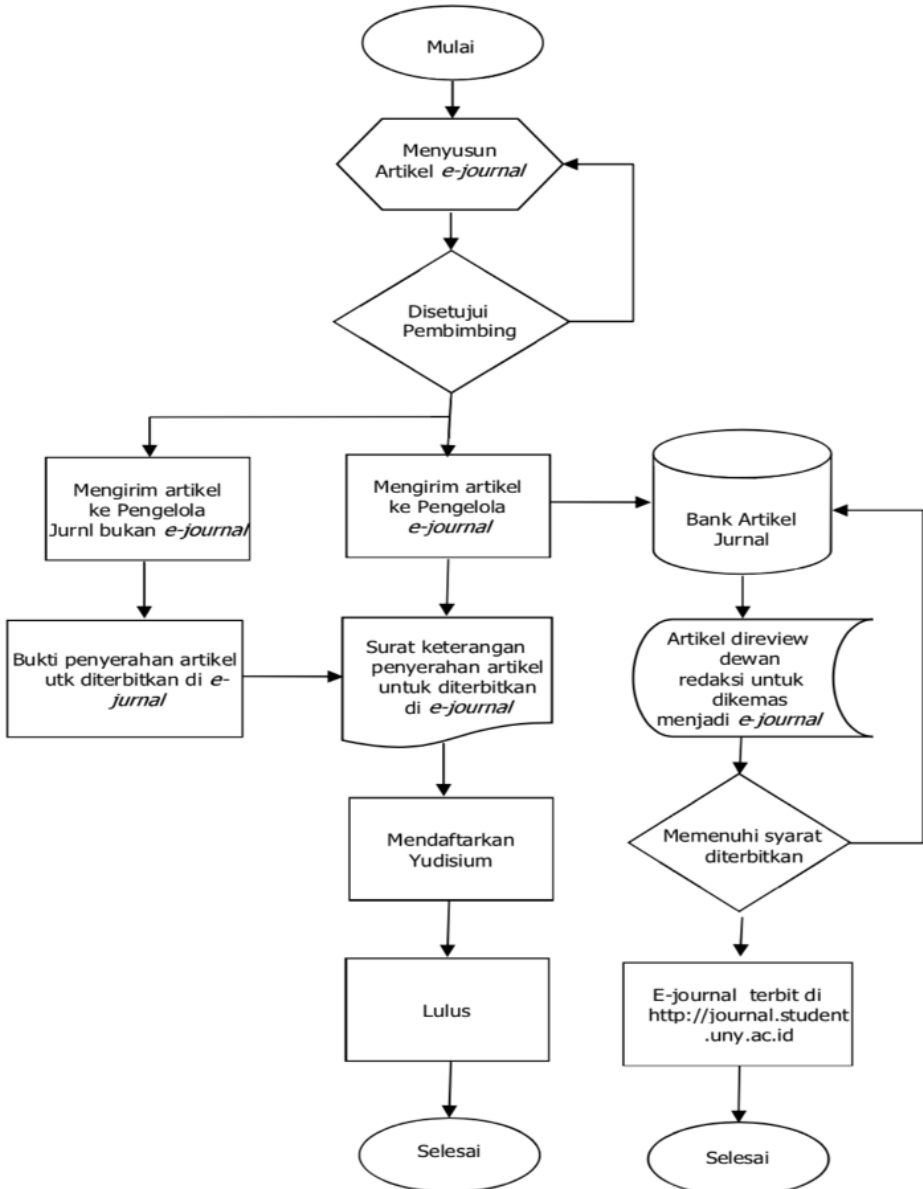 Mulai
Menyusun
Artikel e-journal
Disetujui
Pembimbing
Mengirim artikel
ke Pengelola
Jurnl bukan e-journal
Mengirim artikel
ke Pengelola
e-journal
Bank Artikel
Jurnal
Bukti penyerahan artikel
utk diterbitkan di e-
jurnal
Surat keterangan
penyerahan artikel
untuk diterbitkan
di e-journal
Artikel direview
dewan
redaksi untuk
dikemas
menjadi e-journal
Mendaftarkan
Yudisium
Memenuhi syarat
diterbitkan
Lulus
E-journal terbit di
http://journal.student
.uny.ac.id
Selesai
Selesai